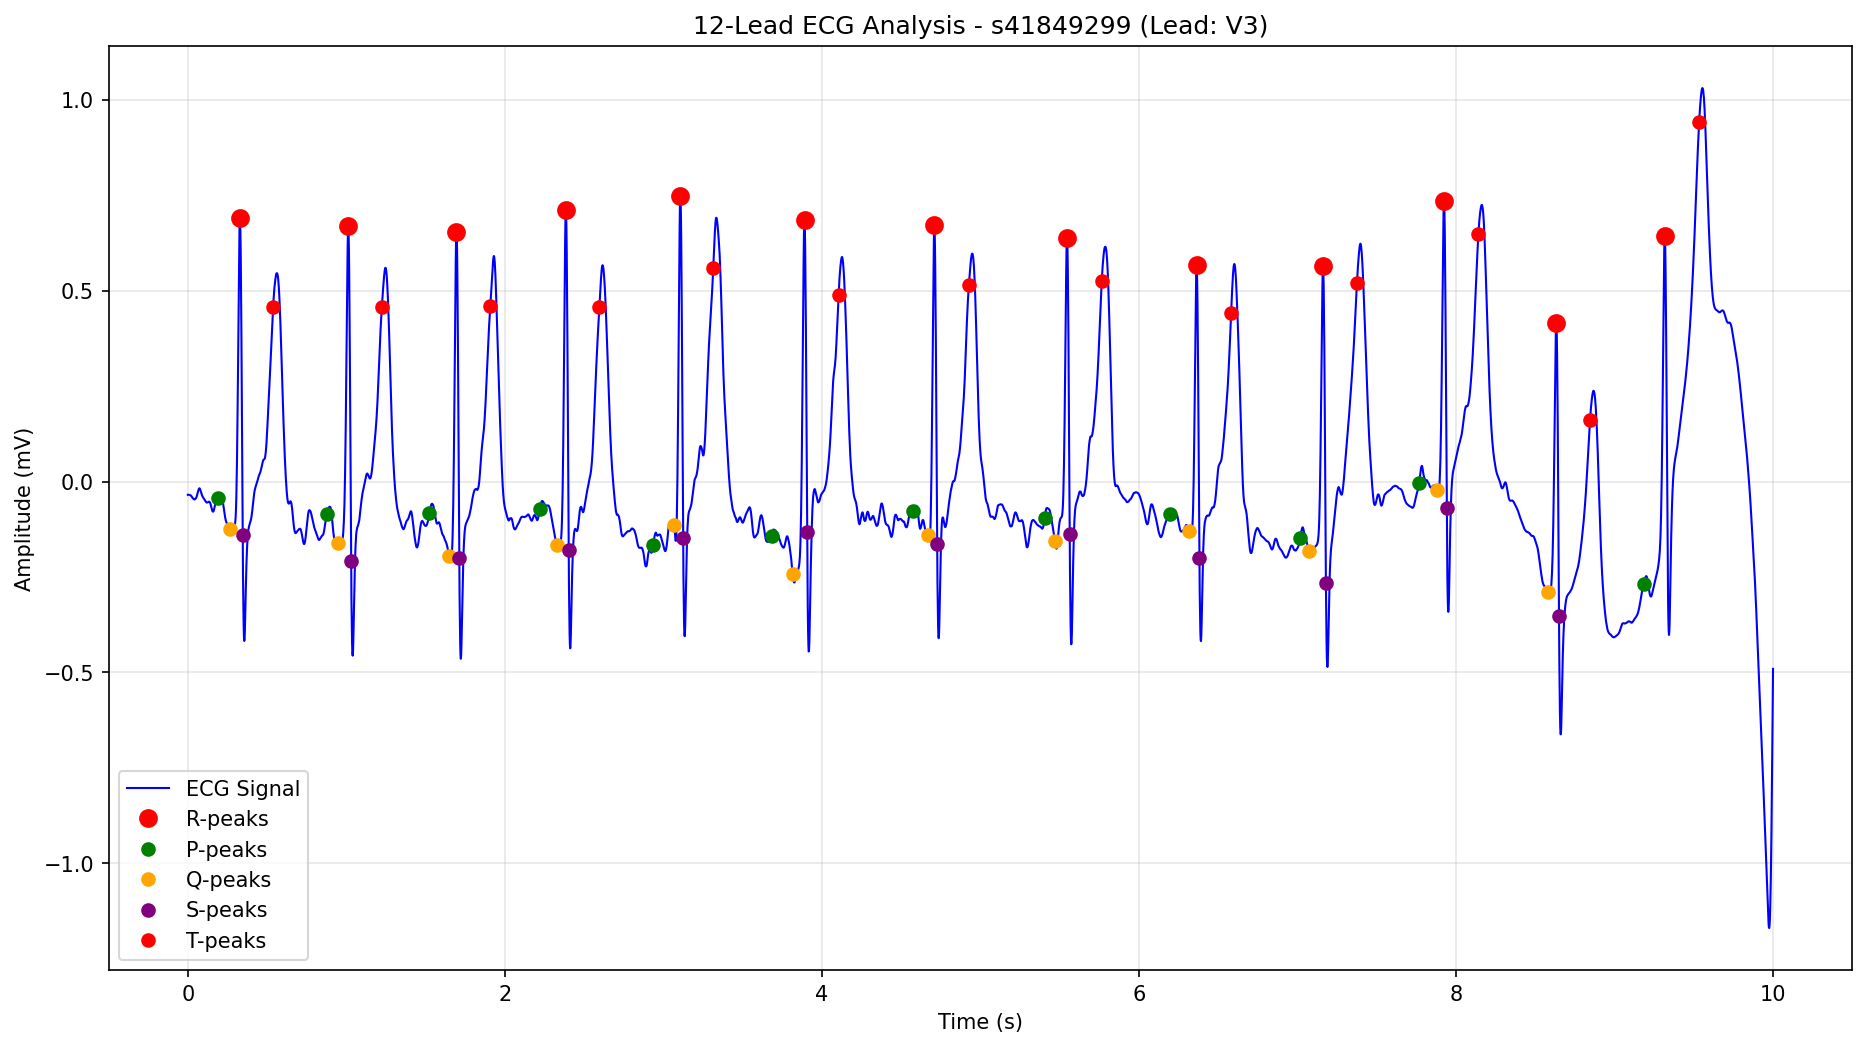 12-Lead ECG Analysis - s41849299 (Lead: V3)
Amplitude (mV)
1.0
0.5
0.0
−0.5
−1.0
ECG Signal
R-peaks
P-peaks
Q-peaks
S-peaks
T-peaks
0 2 4 6 8 10
Time (s)